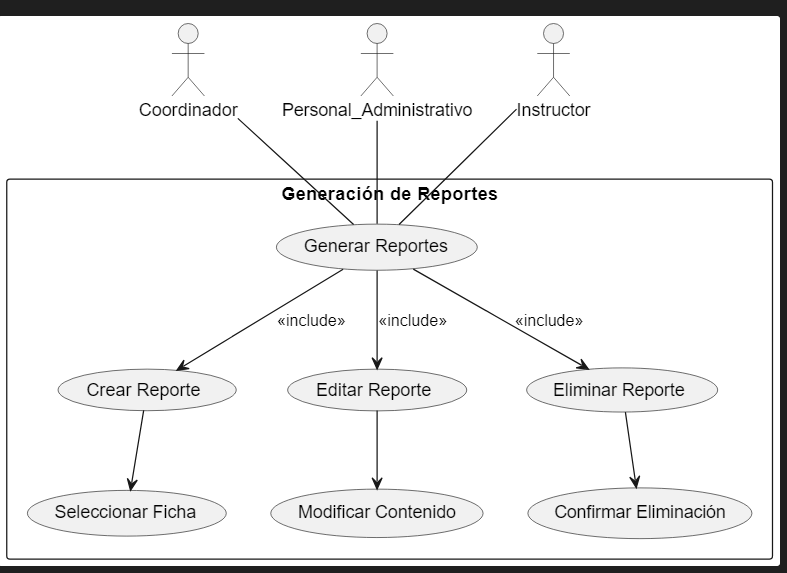 Coordinador
Personal_Administrativo
Instructor
Generación de Reportes
Generar Reportes
«include»
«include»
«include»
Crear Reporte
Editar Reporte
Eliminar Reporte
Seleccionar Ficha
Modificar Contenido
Confirmar Eliminación